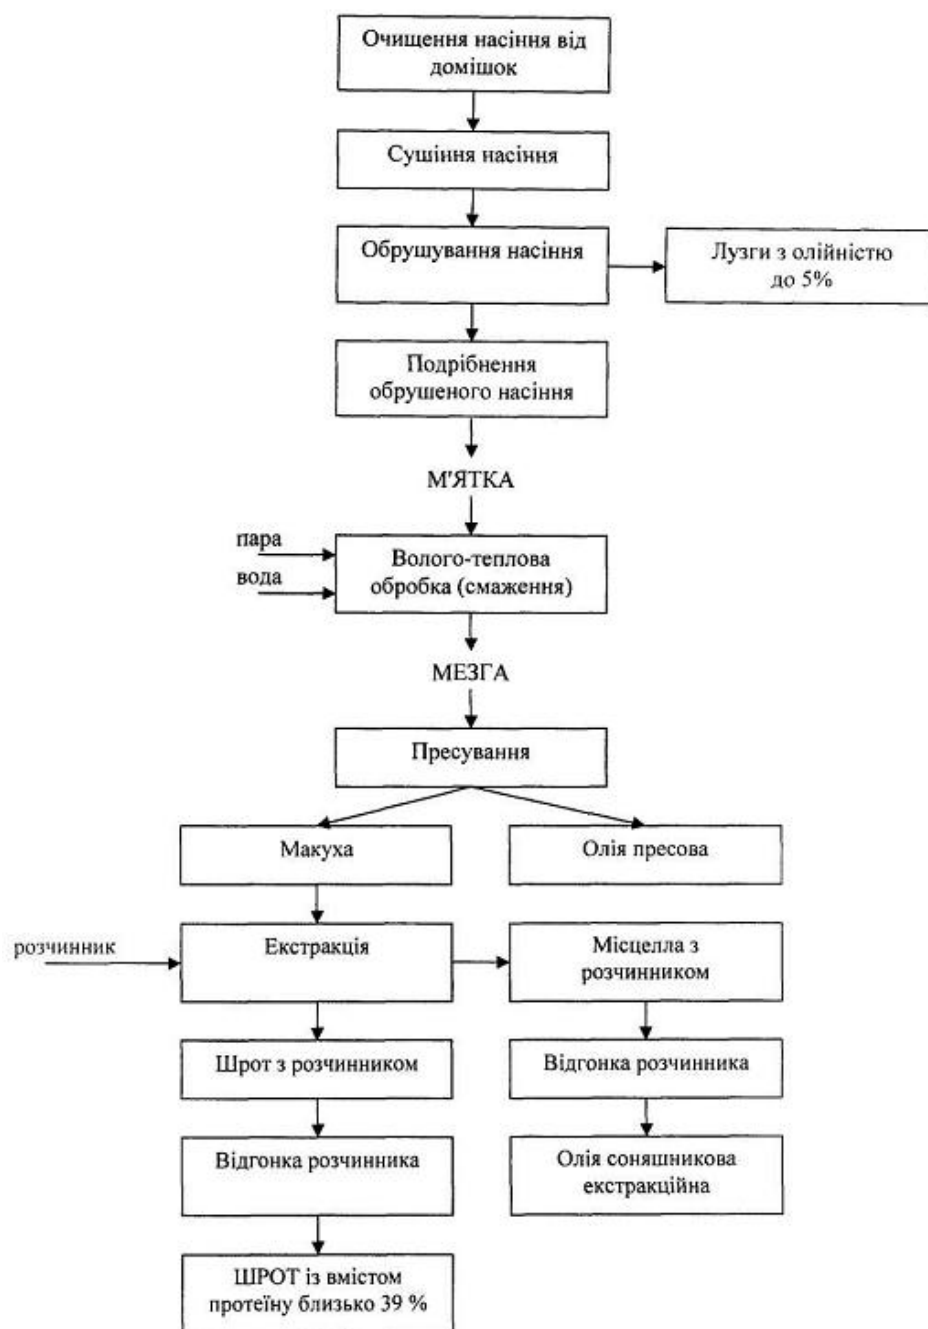 Очищення насіння від
домішок
Сушіння насіння
Обрушування насіння
Лузги з олійністю
до 5%
Подрібнення
обрушеного насіння
М'ЯТКА
пара
вода
Волого-теплова
обробка (смаження)
МЕЗГА
Пресування
Макуха
Олія пресова
розчинник
Екстракція
Місцелла з
розчинником
Шрот з розчинником
Відгонка розчинника
Відгонка розчинника
Олія соняшникова
екстракційна
ШРОТ із вмістом
протеїну близько 39 %